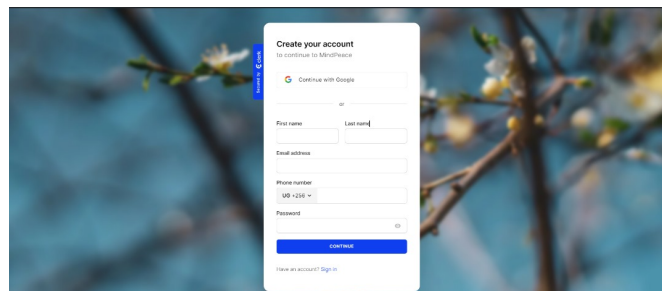 Create your account
to continue to MindPeace
Secured by clerk
Continue with Google
or
First name Last name
Email address
Phone number
UG +256
Password
CONTINUE
Have an account? Sign in